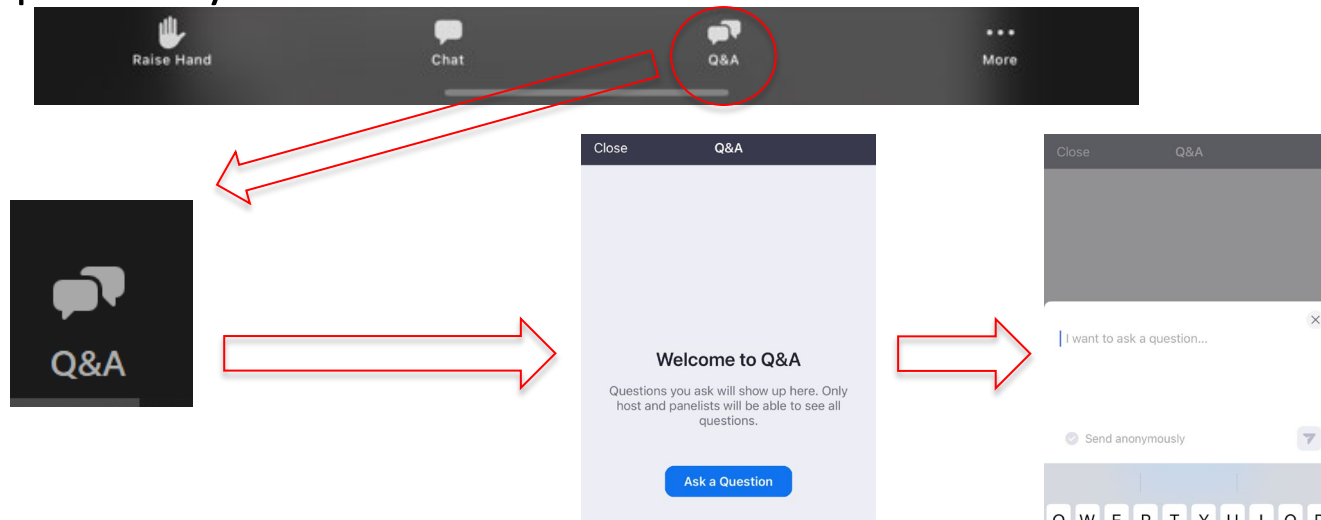 Raise Hand
Chat
Q&A
More
Q&A
Close Q&A
Welcome to Q&A
Questions you ask will show up here. Only
host and panelists will be able to see all
questions.
Ask a Question
Close Q&A
I want to ask a question...
Send anonymously